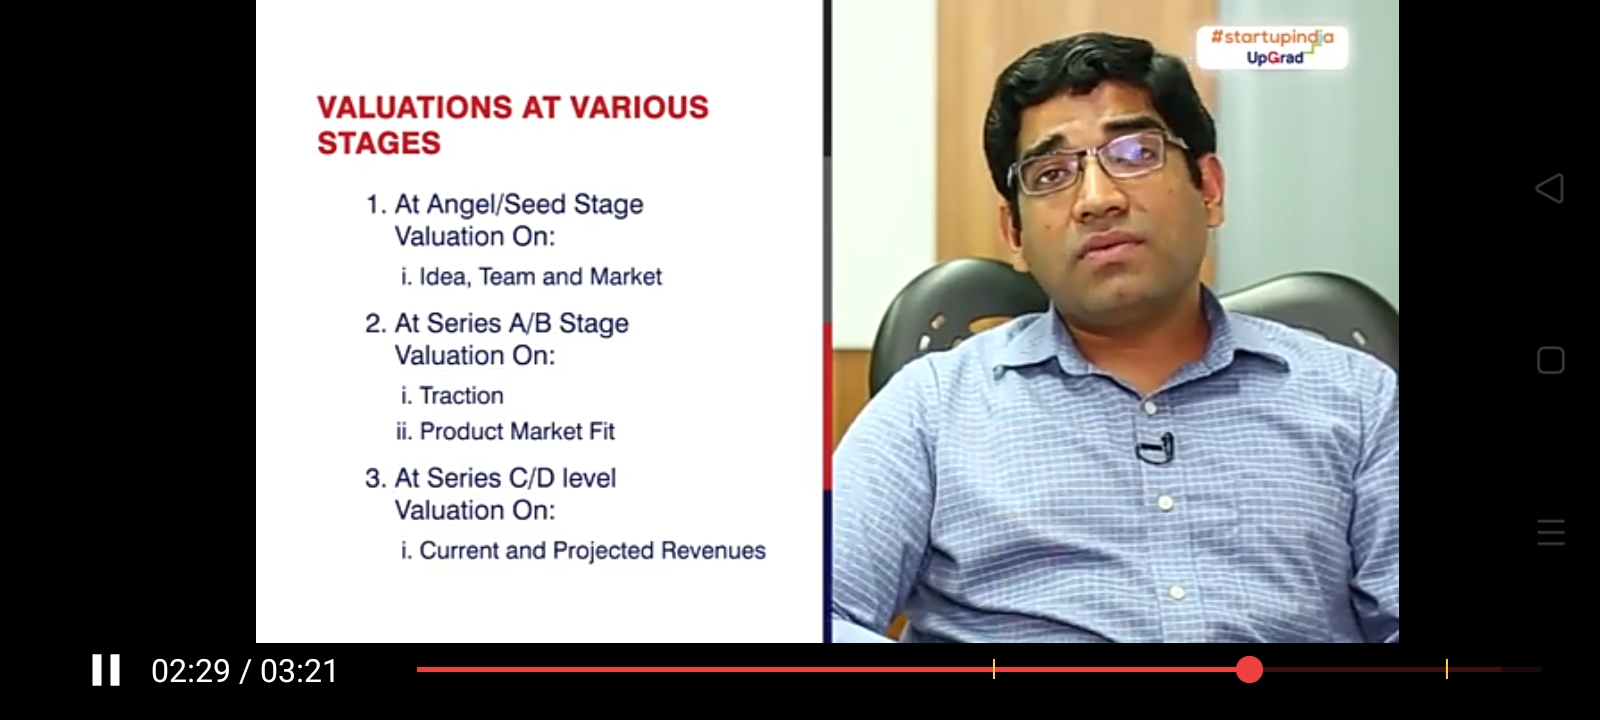 #startupindia
UpGrad
VALUATIONS AT VARIOUS
STAGES
1. At Angel/Seed Stage
Valuation On:
i. Idea, Team and Market
2. At Series A/B Stage
Valuation On:
i. Traction
ii. Product Market Fit
3. At Series C/D level
Valuation On:
i. Current and Projected Revenues
02:29 / 03:21